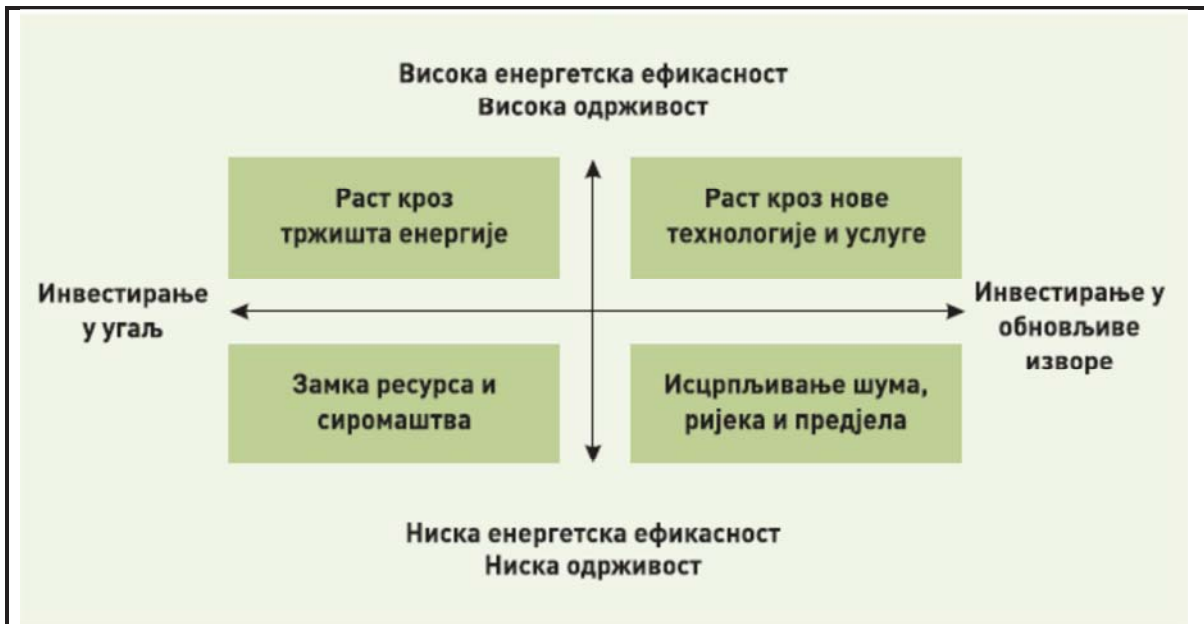 Висока енергетска ефикасност
Висока одрживост
Раст кроз
тржишта енергије
Раст кроз нове
технологије и услуге
Инвестирање
у угаљ
Инвестирање у
обновљиве
изворе
Замка ресурса и
сиромаштва
Исцрпљивање шума,
ријека и предјела
Ниска енергетска ефикасност
Ниска одрживост